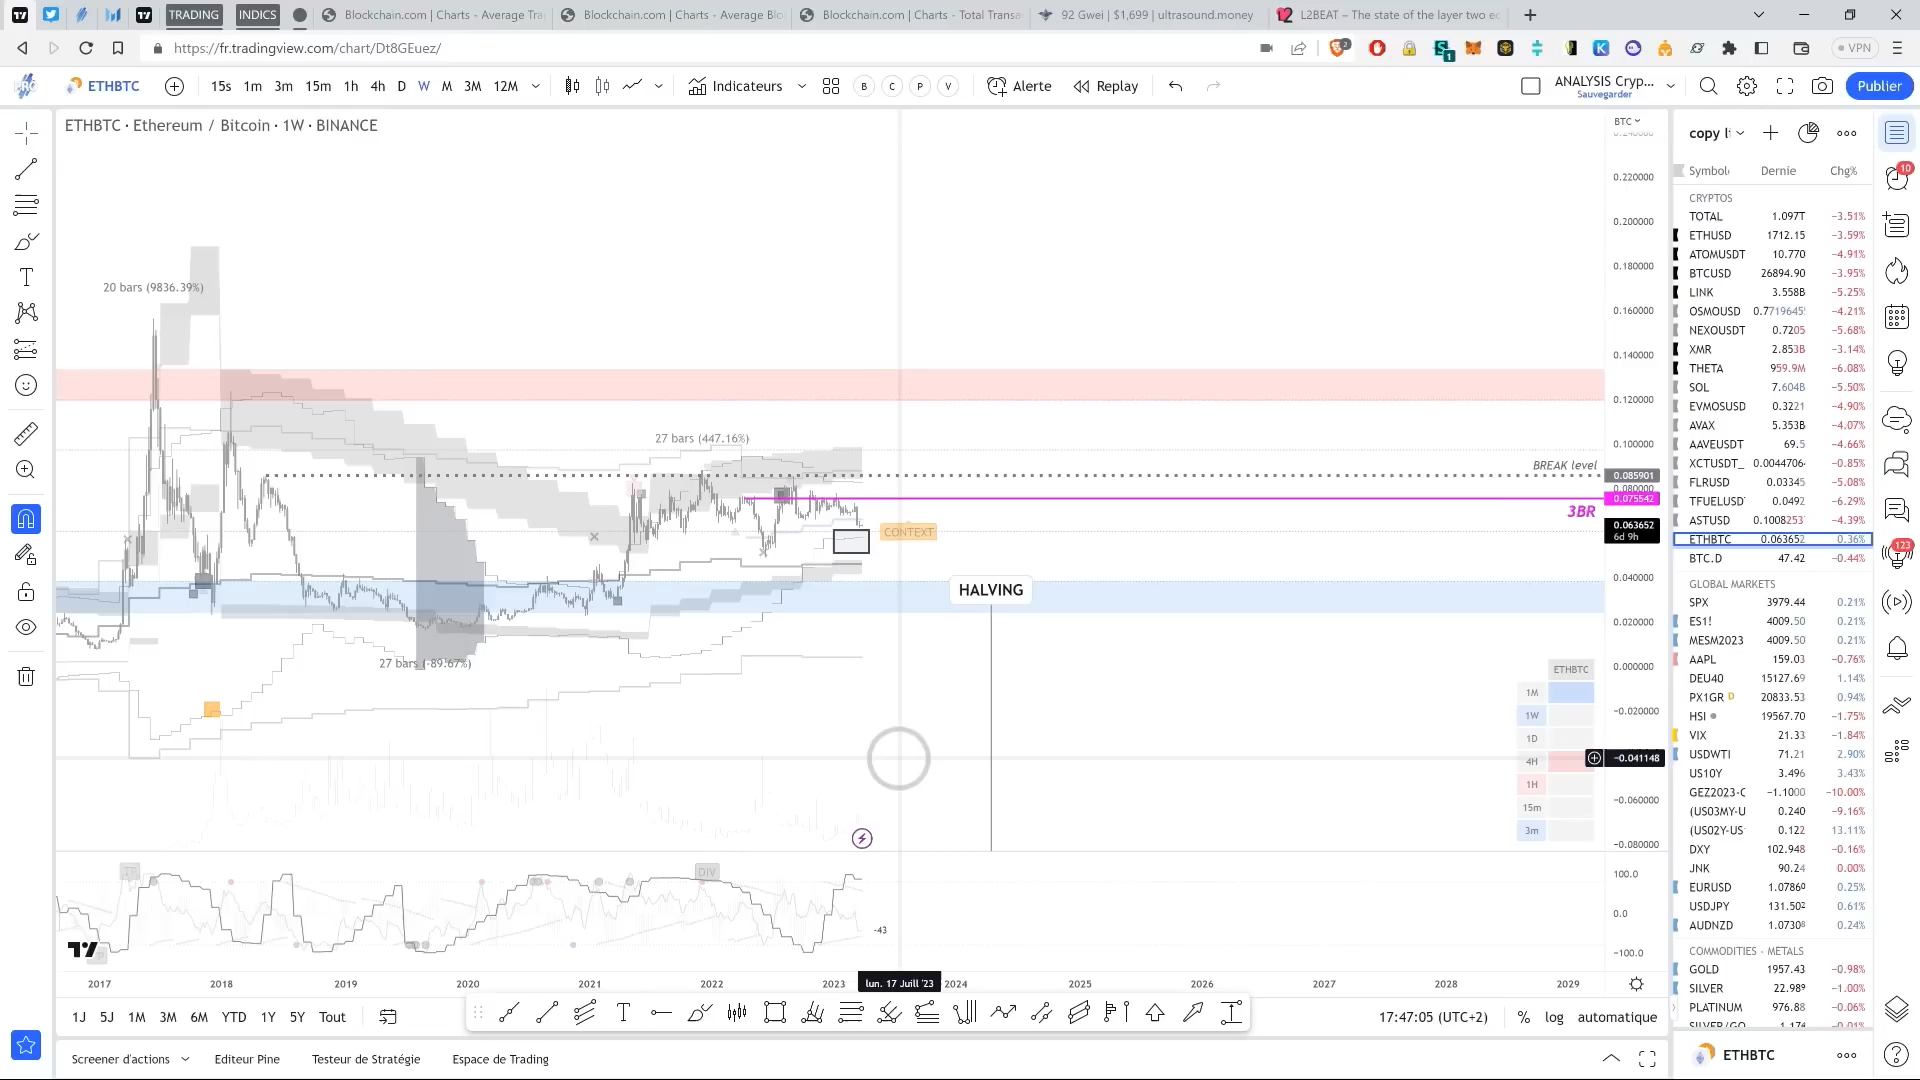 TRADING
INDICS
Blockchain.com | Charts - Average Tra
Blockchain.com | Charts - Average Blo
Blockchain.com | Charts - Total Transa
92 Gwei | $1,699 | ultrasound.money
L2BEAT – The state of the layer two ec
https://fr.tradingview.com/chart/Dt8GEuez/
2
1
VPN
PRO
ETHBTC
15s 1m 3m 15m 1h 4h D W M 3M 12M
Indicateurs
B C P V
Alerte
Replay
ANALYSIS Cryp...
Sauvegarder
Publier
ETHBTC · Ethereum / Bitcoin · 1W · BINANCE
BTC
copy li
Symbol
Dernie
Chg%
10
123
CRYPTOS
TOTAL 1.097T −3.51%
ETHUSD 1712.15 −3.59%
ATOMUSDT 10.770 −4.91%
BTCUSD 26894.90 −3.95%
LINK 3.558B −5.25%
OSMOUSD 0.7719645 −4.21%
NEXOUSDT 0.7205 −5.68%
XMR 2.853B −3.14%
THETA 959.9M −6.08%
SOL 7.604B −5.50%
EVMOSUSD 0.3221 −4.90%
AVAX 5.353B −4.07%
AAVEUSDT 69.5 −4.66%
XCTUSDT_ 0.0044706 −0.85%
FLRUSD 0.03345 −5.08%
TFUELUSD 0.0492 −6.29%
ASTUSD 0.1008253 −4.39%
ETHBTC 0.063652 0.36%
BTC.D 47.42 −0.44%
GLOBAL MARKETS
SPX 3979.44 0.21%
ES1! 4009.50 0.21%
MESM2023 4009.50 0.21%
AAPL 159.03 −0.76%
DEU40 15127.69 1.14%
PX1GR D 20833.53 0.94%
HSI 19567.70 −1.75%
VIX 21.33 −1.84%
USDWTI 71.21 2.90%
US10Y 3.496 3.43%
GEZ2023-C −1.1000 −10.00%
(US03MY-U 0.240 −9.16%
(US02Y-US 0.122 13.11%
DXY 102.948 −0.16%
JNK 90.24 0.00%
EURUSD 1.07860 0.25%
USDJPY 131.502 0.61%
AUDNZD 1.07308 0.24%
COMMODITIES - METALS
GOLD 1957.43 −0.98%
SILVER 22.989 −1.00%
PLATINUM 976.88 −0.06%
ETHBTC
0.220000
0.200000
0.180000
0.160000
0.140000
0.120000
0.100000
0.085901
0.080000
0.075542
0.063652
6d 9h
0.040000
0.020000
0.000000
−0.020000
−0.041148
−0.060000
−0.080000
100.0
0.0
−100.0
20 bars (9836.39%)
27 bars (447.16%)
27 bars (-89.67%)
BREAK level
3BR
CONTEXT
HALVING
ETHBTC
1M
1W
1D
4H
1H
15m
3m
DIV
-43
2017 2018 2019 2020 2021 2022 2023 lun. 17 Juill '23 2024 2025 2026 2027 2028 2029
1J 5J 1M 3M 6M YTD 1Y 5Y Tout
17:47:05 (UTC+2)
% log automatique
Screener d'actions
Editeur Pine
Testeur de Stratégie
Espace de Trading